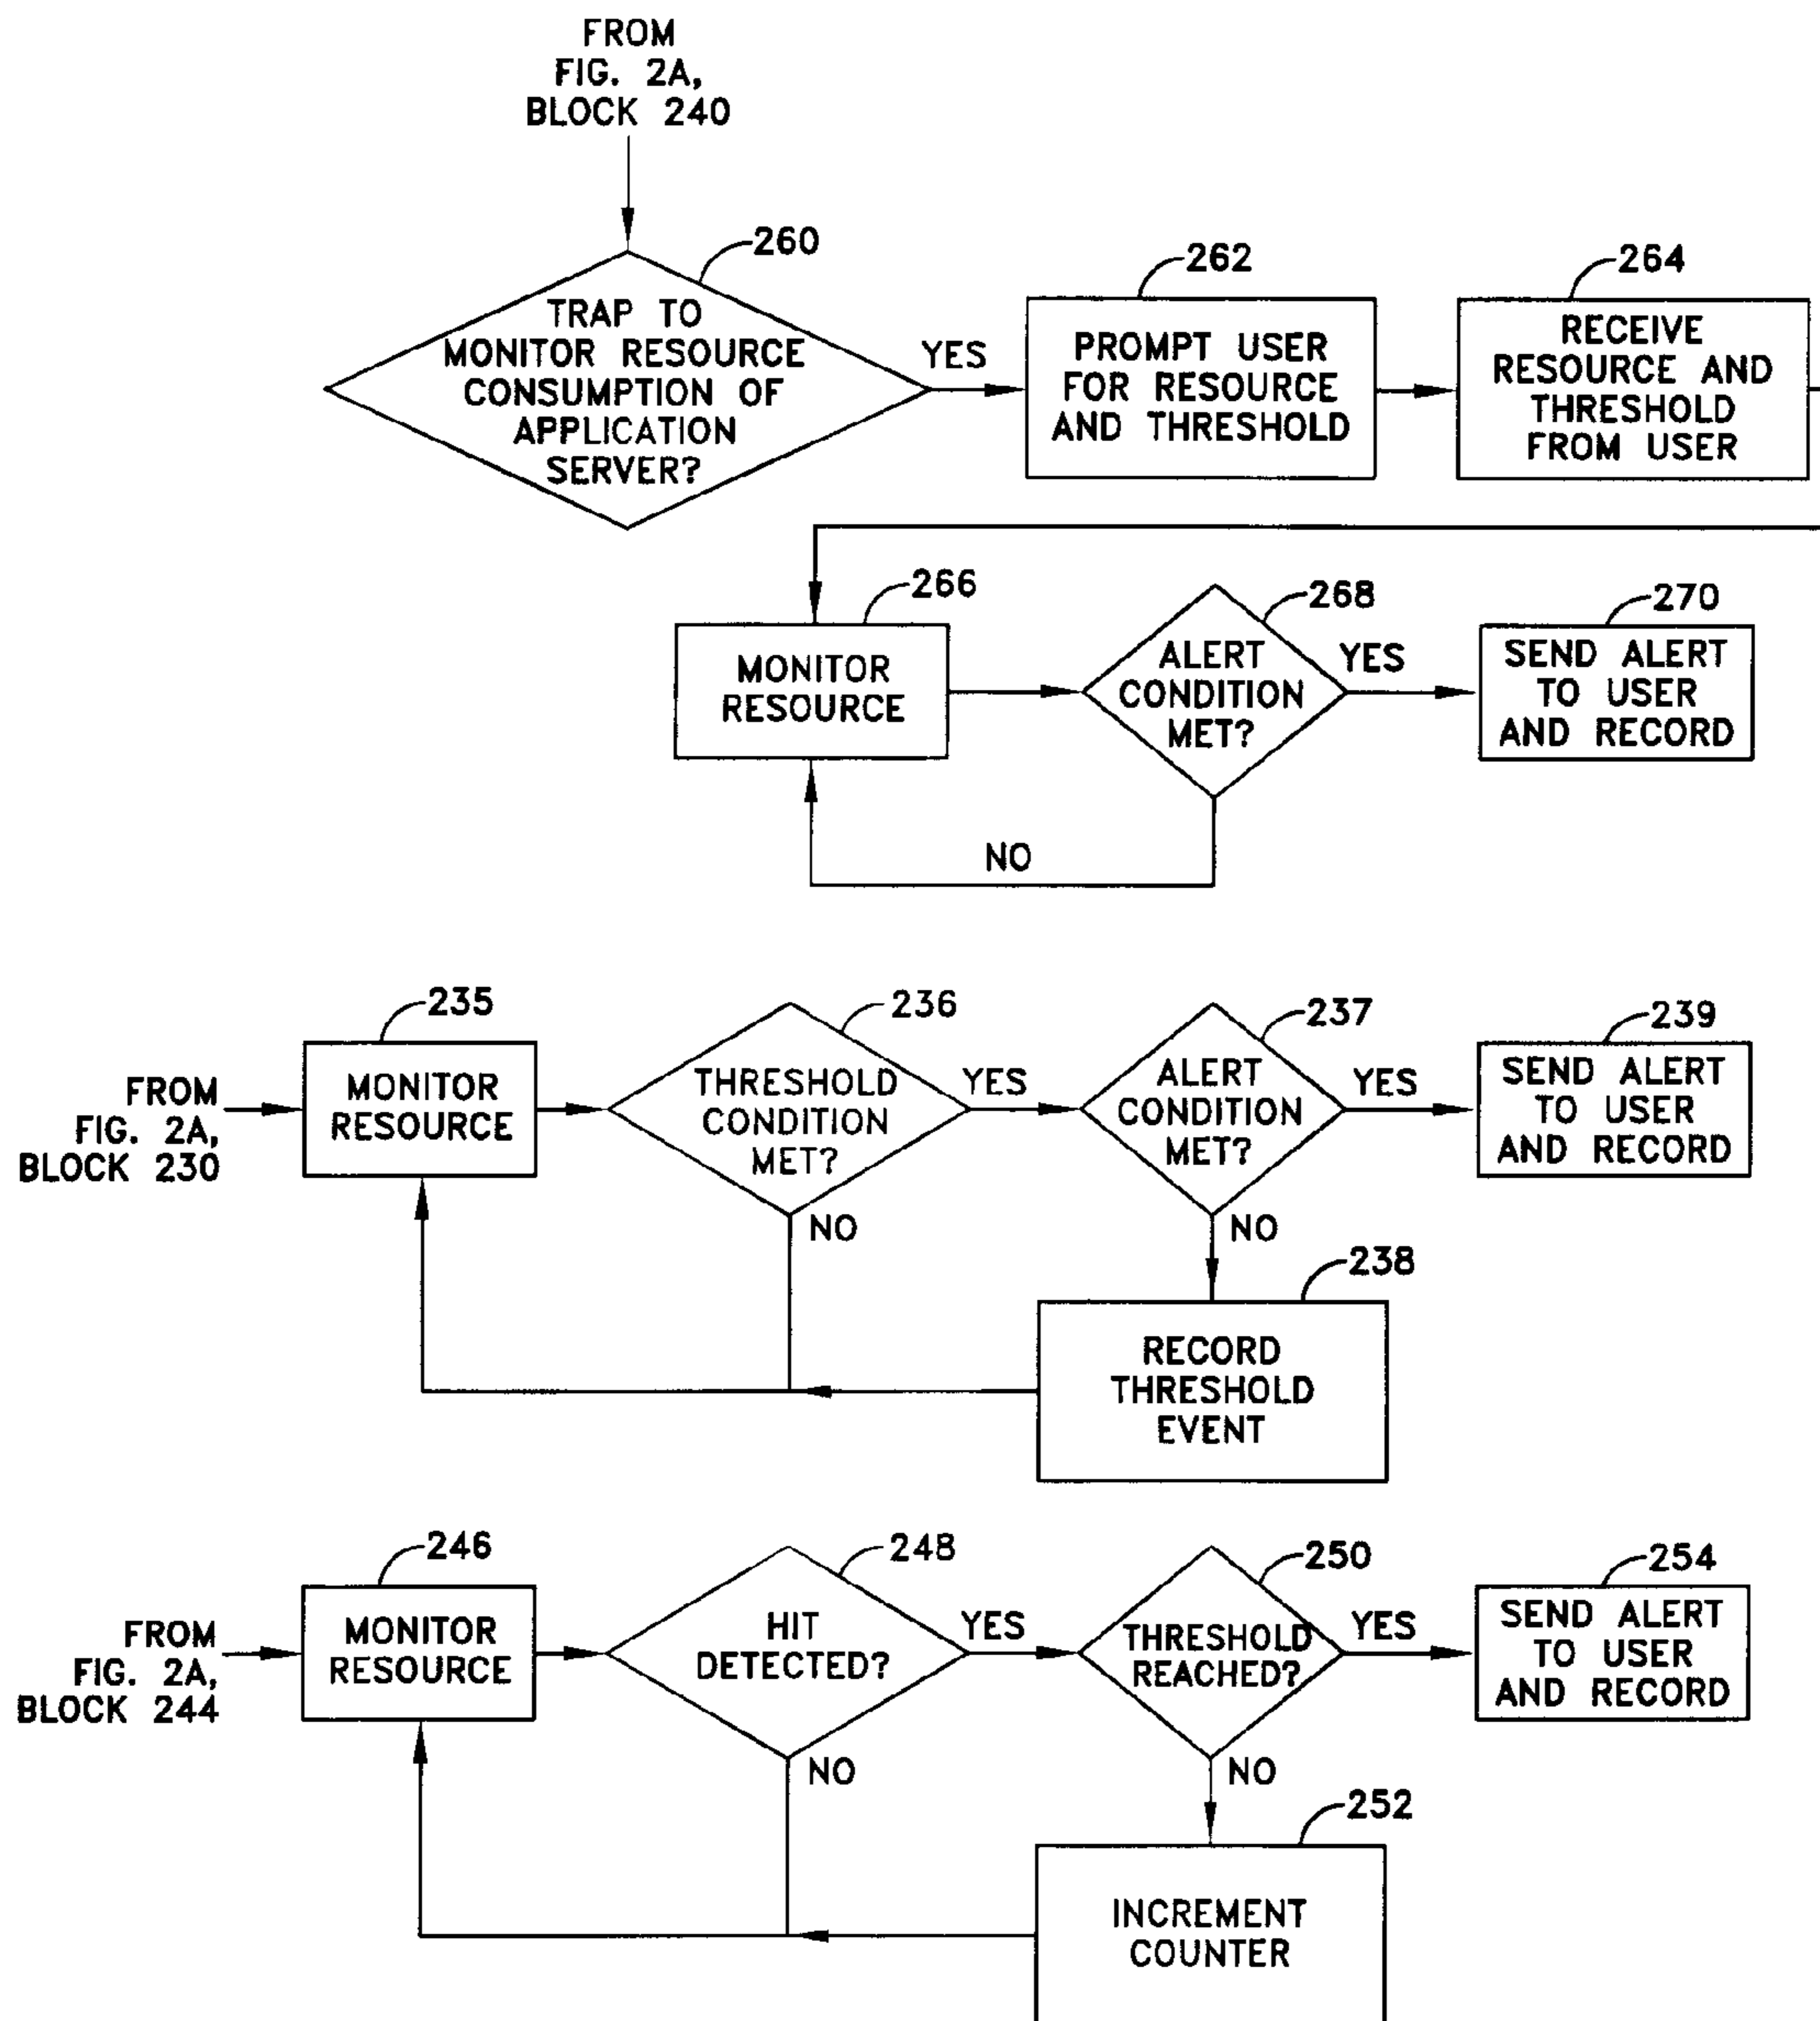 FROM
FIG. 2A,
BLOCK 240
260
TRAP TO
MONITOR RESOURCE
CONSUMPTION OF
APPLICATION
SERVER?
YES
262
PROMPT USER
FOR RESOURCE
AND THRESHOLD
264
RECEIVE
RESOURCE AND
THRESHOLD
FROM USER
266
MONITOR
RESOURCE
268
ALERT
CONDITION
MET?
YES
NO
270
SEND ALERT
TO USER
AND RECORD
FROM
FIG. 2A,
BLOCK 230
235
MONITOR
RESOURCE
236
THRESHOLD
CONDITION
MET?
YES
NO
237
ALERT
CONDITION
MET?
YES
NO
239
SEND ALERT
TO USER
AND RECORD
238
RECORD
THRESHOLD
EVENT
FROM
FIG. 2A,
BLOCK 244
246
MONITOR
RESOURCE
248
HIT
DETECTED?
YES
NO
250
THRESHOLD
REACHED?
YES
NO
254
SEND ALERT
TO USER
AND RECORD
252
INCREMENT
COUNTER